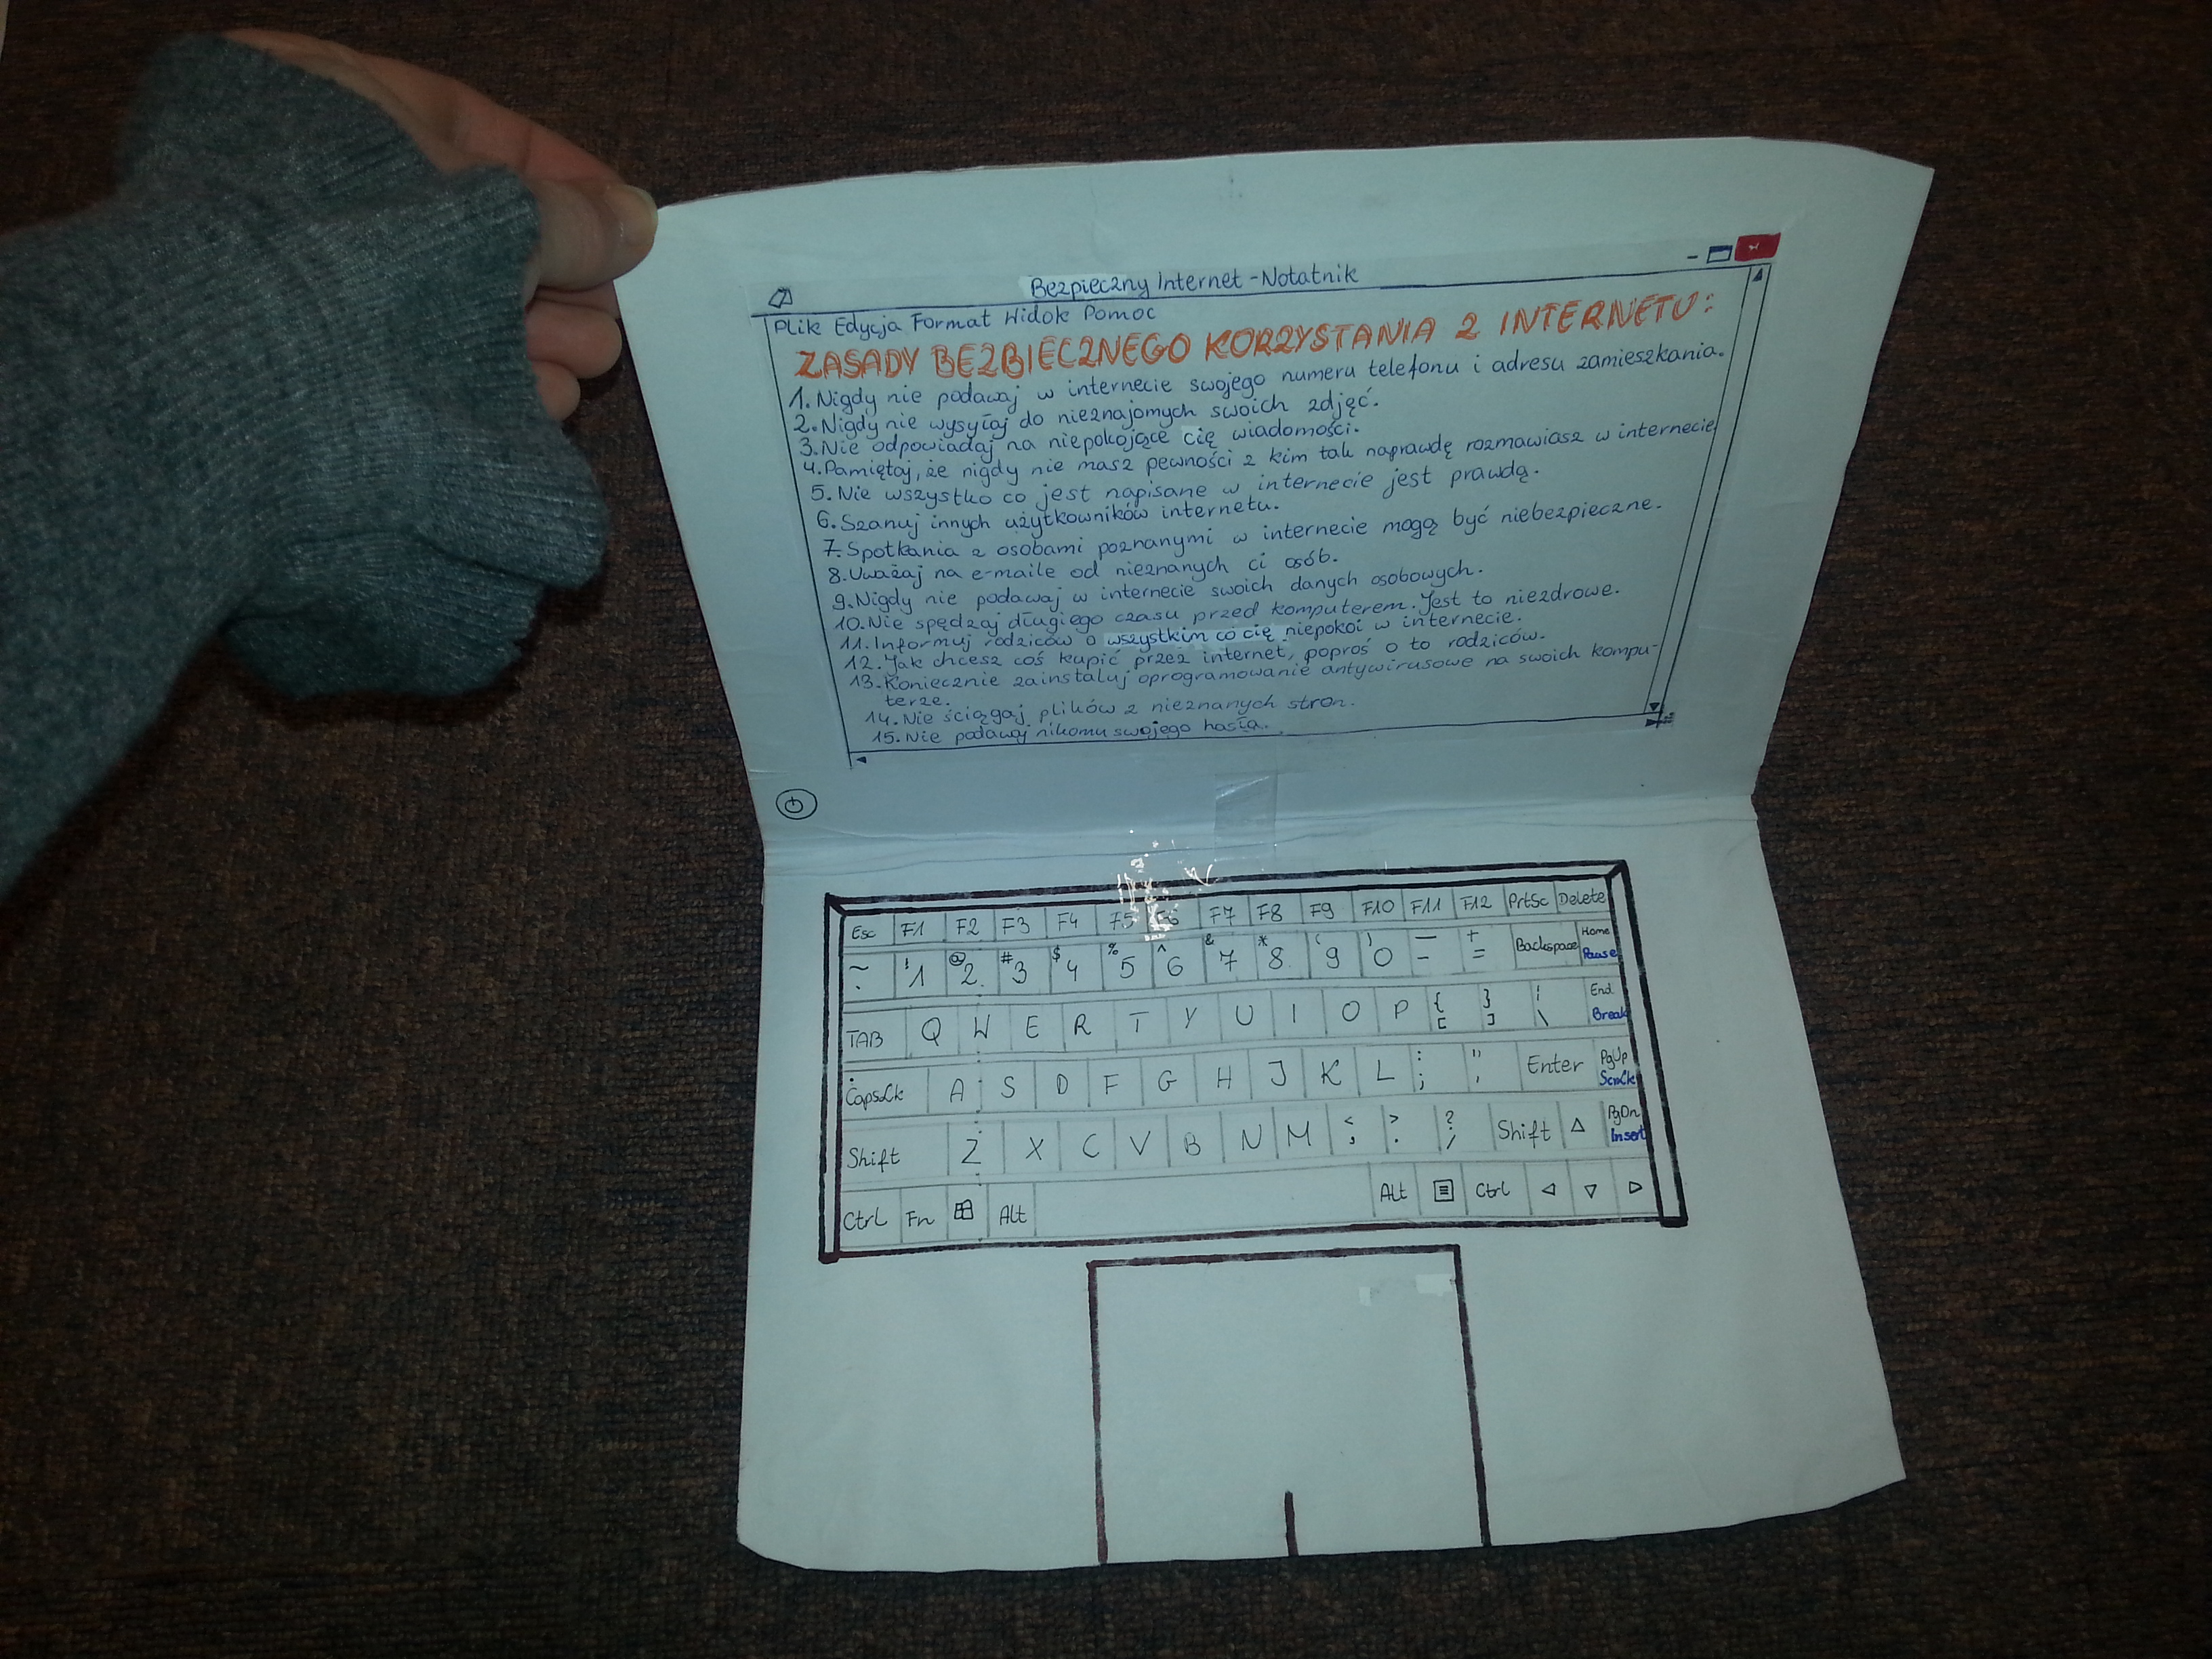 Bezpieczny Internet - Notatnik
Plik Edycja Format Widok Pomoc
ZASADY BEZBIECZNEGO KORZYSTANIA Z INTERNETU:
1. Nigdy nie podawaj w internecie swojego numeru telefonu i adresu zamieszkania.
2. Nigdy nie wysyłaj do nieznajomych swoich zdjęć.
3. Nie odpowiadaj na niepokojące cię wiadomości.
4. Pamiętaj, że nigdy nie masz pewności z kim tak naprawdę rozmawiasz w internecie.
5. Nie wszystko co jest napisane w internecie jest prawdą.
6. Szanuj innych użytkowników internetu.
7. Spotkania z osobami poznanymi w internecie mogą być niebezpieczne.
8. Uważaj na e-maile od nieznanych ci osób.
9. Nigdy nie podawaj w internecie swoich danych osobowych.
10. Nie spędzaj długiego czasu przed komputerem. Jest to niezdrowe.
11. Informuj rodziców o wszystkim co cię niepokoi w internecie.
12. Jak chcesz coś kupić przez internet, poproś o to rodziców.
13. Koniecznie zainstaluj oprogramowanie antywirusowe na swoich kompu-
terze.
14. Nie ściągaj plików z nieznanych stron.
15. Nie podawaj nikomu swojego hasła.
Esc F1 F2 F3 F4 F5 F6 F7 F8 F9 F10 F11 F12 PrtSc Delete
~ ! 1 @ 2 # 3 $ 4 % 5 ^ 6 & 7 * 8 ( 9 ) 0 — - + = Backspace Home Pause
TAB Q W E R T Y U I O P { [ } ] ¦ \ End Break
CapsLk A S D F G H J K L : ; " ' Enter PgUp ScrLk
Shift Z X C V B N M < , > . ? / Shift PgDn Insert
Ctrl Fn Alt Alt Ctrl